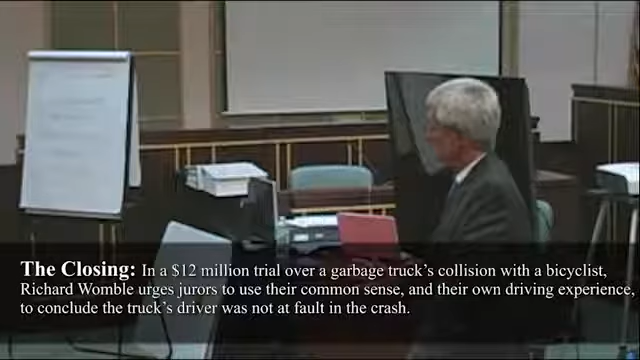 The Closing: In a $12 million trial over a garbage truck's collision with a bicyclist,
Richard Womble urges jurors to use their common sense, and their own driving experience,
to conclude the truck's driver was not at fault in the crash.